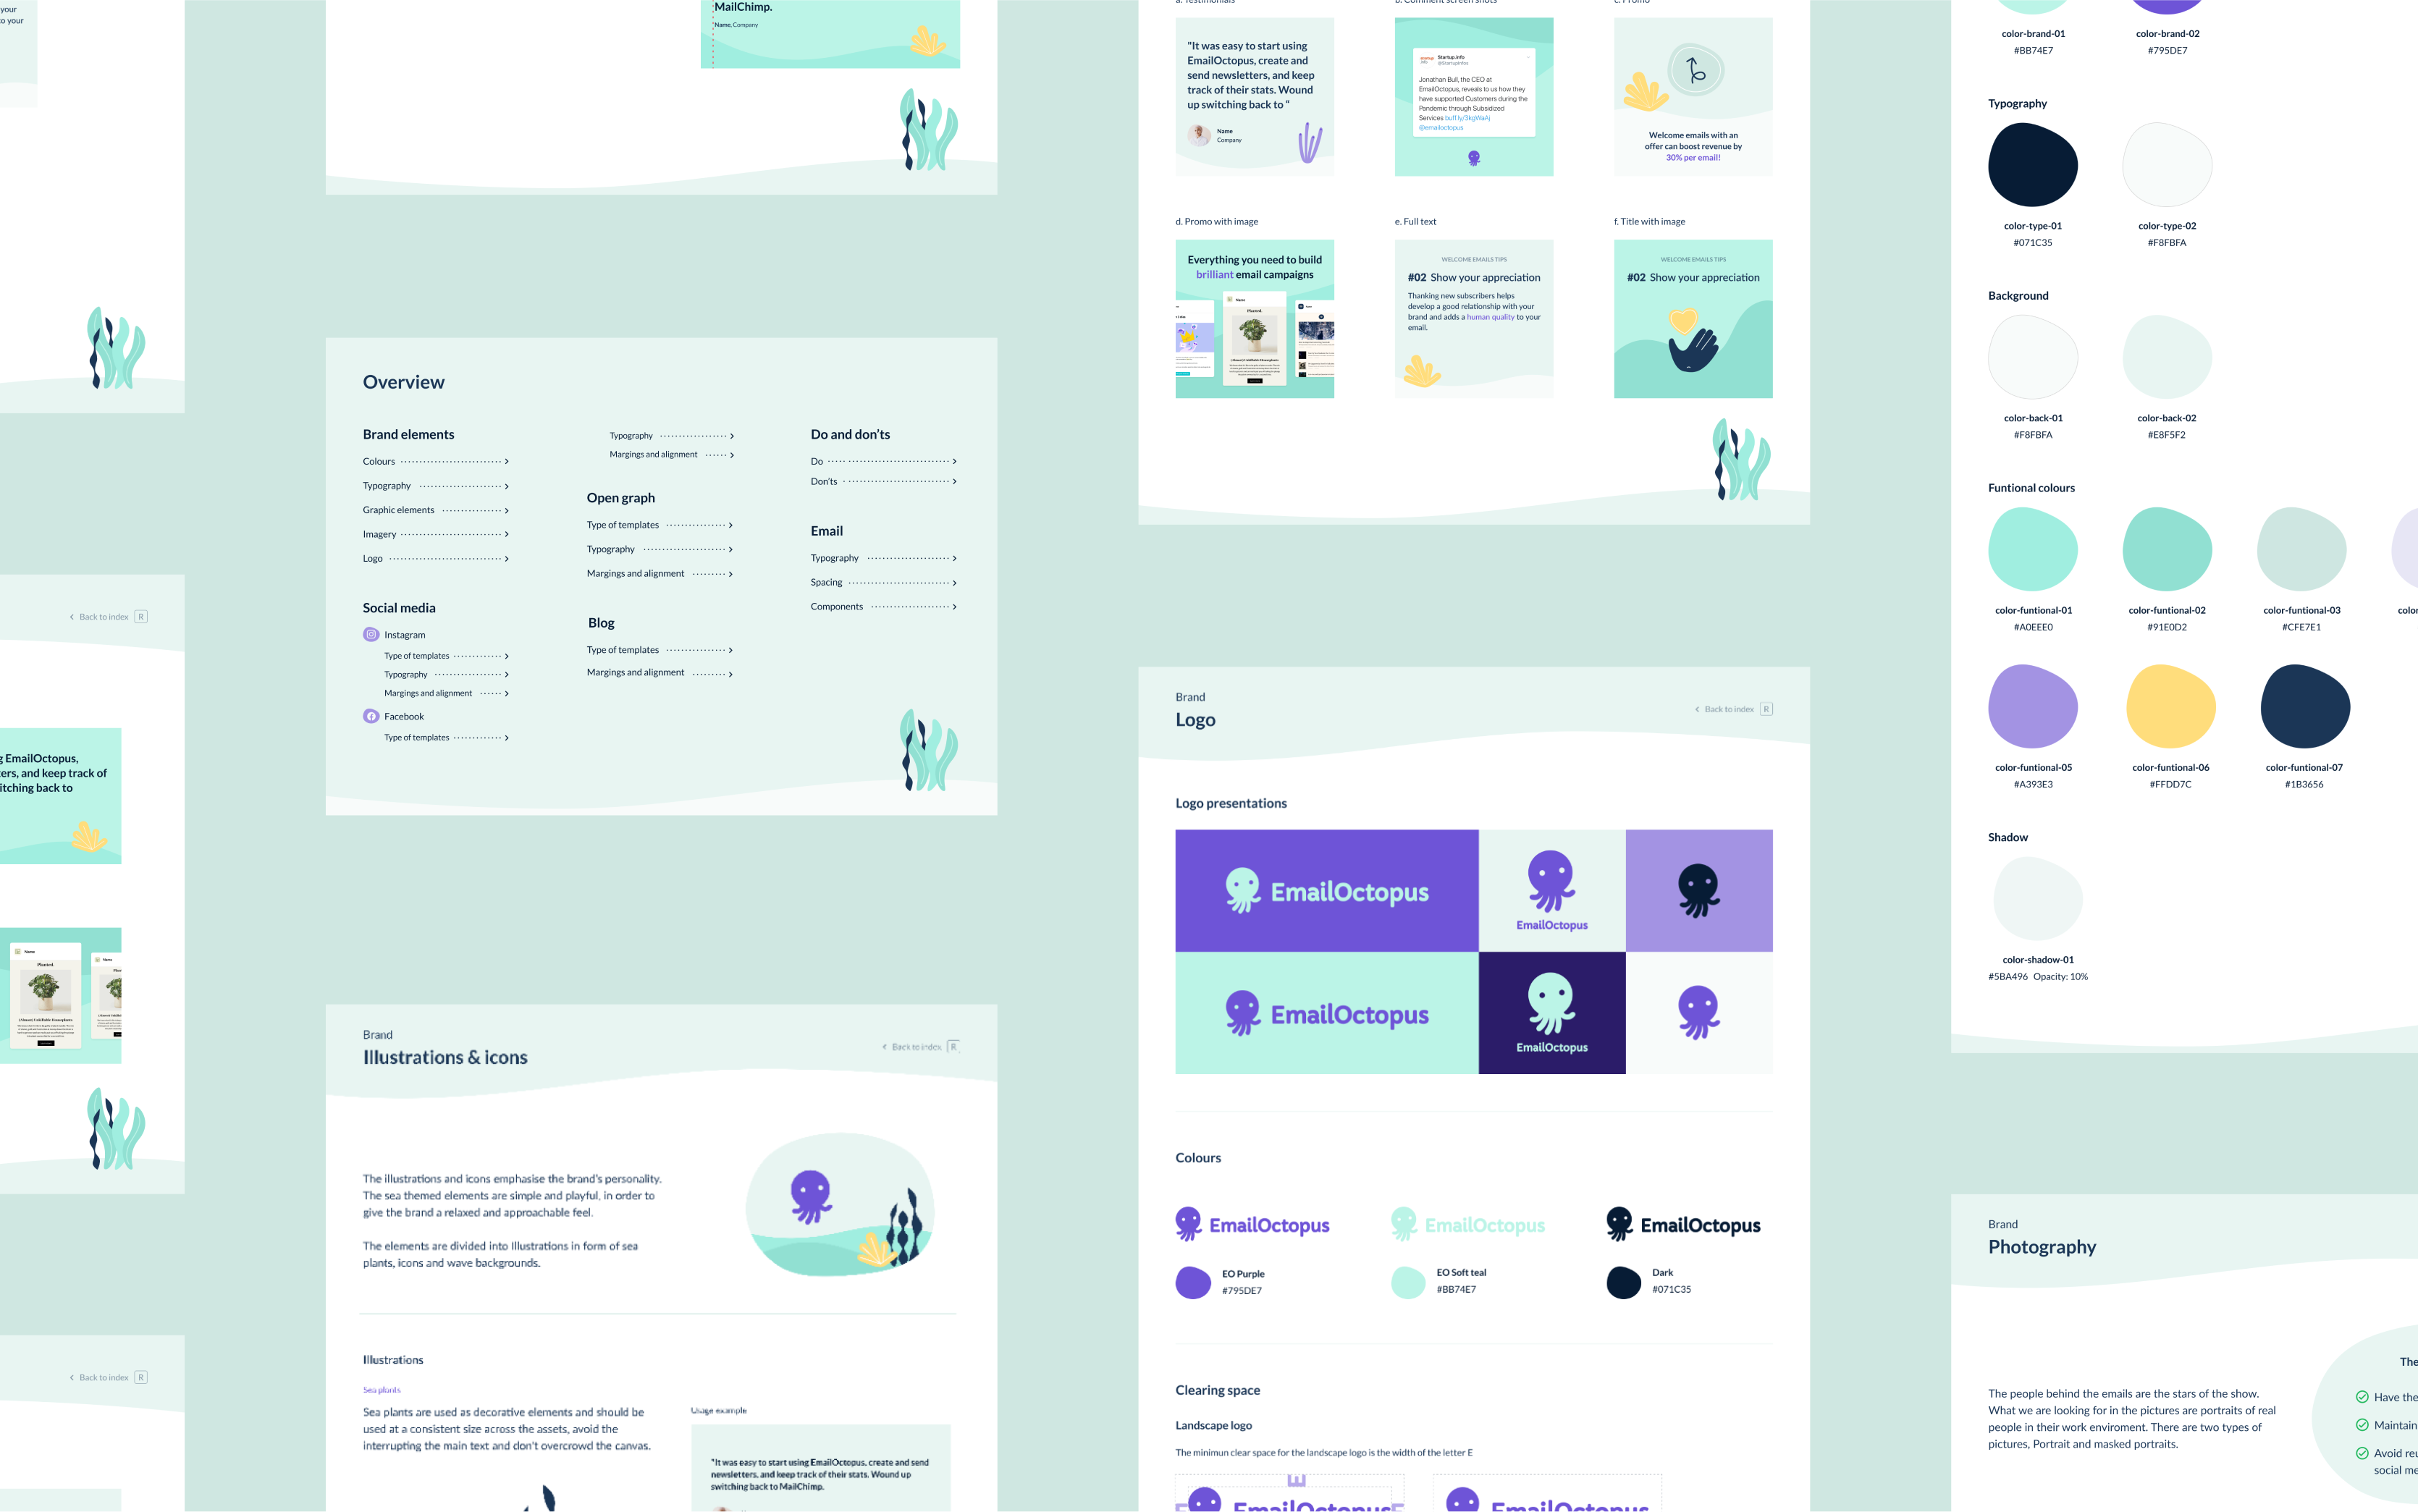 your
o your
Back to index R
g EmailOctopus,
ters, and keep track of
itching back to
Name
Planted.
Name
Back to index R
MailChimp.
Name, Company
Overview
Brand elements
Colours
Typography
Graphic elements
Imagery
Logo
Social media
Instagram
Type of templates
Typography
Margings and alignment
Facebook
Type of templates
Typography
Margings and alignment
Open graph
Type of templates
Typography
Margings and alignment
Blog
Type of templates
Margings and alignment
Do and don’ts
Do
Don’ts
Email
Typography
Spacing
Components
Brand
Illustrations & icons
Back to index R
The illustrations and icons emphasise the brand's personality.
The sea themed elements are simple and playful, in order to
give the brand a relaxed and approachable feel.
The elements are divided into Illustrations in form of sea
plants, icons and wave backgrounds.
Illustrations
Sea plants
Sea plants are used as decorative elements and should be
used at a consistent size across the assets, avoid the
interrupting the main text and don't overcrowd the canvas.
Usage example
"It was easy to start using EmailOctopus, create and send
newsletters, and keep track of their stats. Wound up
switching back to MailChimp.
a. Testimonials
b. Comment screen shots
c. Promo
"It was easy to start using
EmailOctopus, create and
send newsletters, and keep
track of their stats. Wound
up switching back to “
Name
Company
Startup.info
@StartupInfos
Jonathan Bull, the CEO at
EmailOctopus, reveals to us how they
have supported Customers during the
Pandemic through Subsidized
Services buff.ly/3kgWaAj
@emailoctopus
Welcome emails with an
offer can boost revenue by
30% per email!
d. Promo with image
e. Full text
f. Title with image
Everything you need to build
brilliant email campaigns
Name
Planted.
WELCOME EMAILS TIPS
#02 Show your appreciation
Thanking new subscribers helps
develop a good relationship with your
brand and adds a human quality to your
email.
WELCOME EMAILS TIPS
#02 Show your appreciation
Brand
Logo
Back to index R
Logo presentations
EmailOctopus
EmailOctopus
EmailOctopus
EmailOctopus
Colours
EmailOctopus
EmailOctopus
EmailOctopus
EO Purple
#795DE7
EO Soft teal
#BB74E7
Dark
#071C35
Clearing space
Landscape logo
The minimun clear space for the landscape logo is the width of the letter E
E
E EmailOctopus E
EmailOctopus
color-brand-01
#BB74E7
color-brand-02
#795DE7
Typography
color-type-01
#071C35
color-type-02
#F8FBFA
Background
color-back-01
#F8FBFA
color-back-02
#E8F5F2
Funtional colours
color-funtional-01
#A0EEE0
color-funtional-02
#91E0D2
color-funtional-03
#CFE7E1
color
color-funtional-05
#A393E3
color-funtional-06
#FFDD7C
color-funtional-07
#1B3656
Shadow
color-shadow-01
#5BA496 Opacity: 10%
Brand
Photography
The people behind the emails are the stars of the show.
What we are looking for in the pictures are portraits of real
people in their work enviroment. There are two types of
pictures, Portrait and masked portraits.
The
Have the
Maintain
Avoid reu
social me